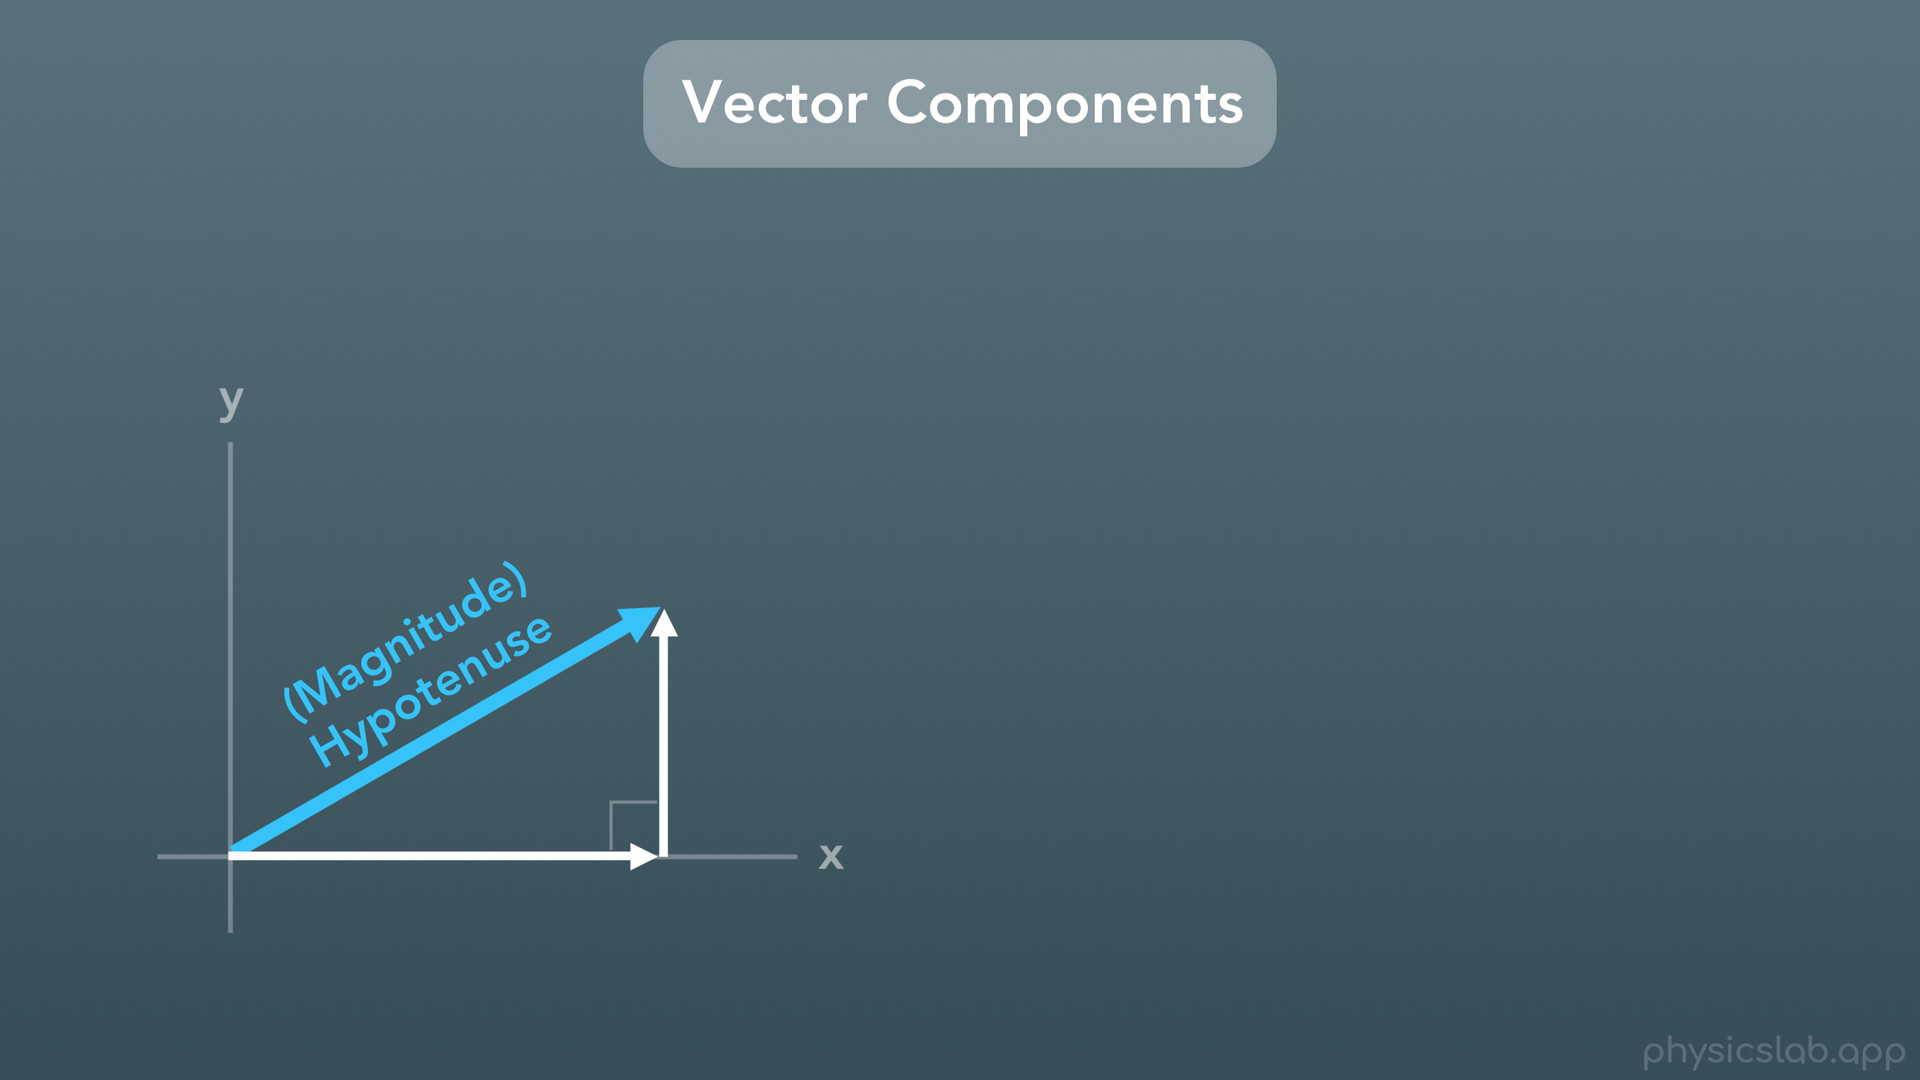 Vector Components
y
(Magnitude)
Hypotenuse
x
physicslab.app